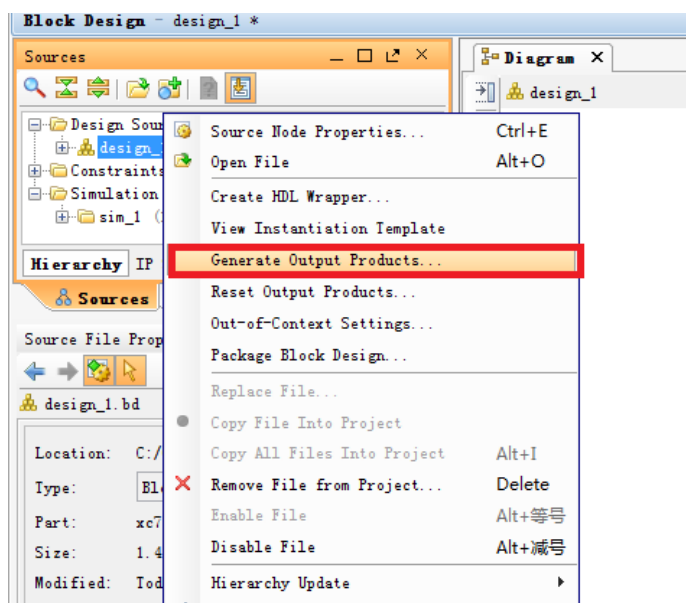 Block Design - design_1 *
Sources
Diagram
design_1
Design Sour
design_
Constraints
Simulation
sim_1
Hierarchy IP
Sources
Source File Prop
design_1.bd
Location: C:/
Type: Blo
Part: xc7
Size: 1.4
Modified: Tod
Source Node Properties... Ctrl+E
Open File Alt+O
Create HDL Wrapper...
View Instantiation Template
Generate Output Products...
Reset Output Products...
Out-of-Context Settings...
Package Block Design...
Replace File...
Copy File Into Project
Copy All Files Into Project Alt+I
Remove File from Project... Delete
Enable File Alt+等号
Disable File Alt+减号
Hierarchy Update